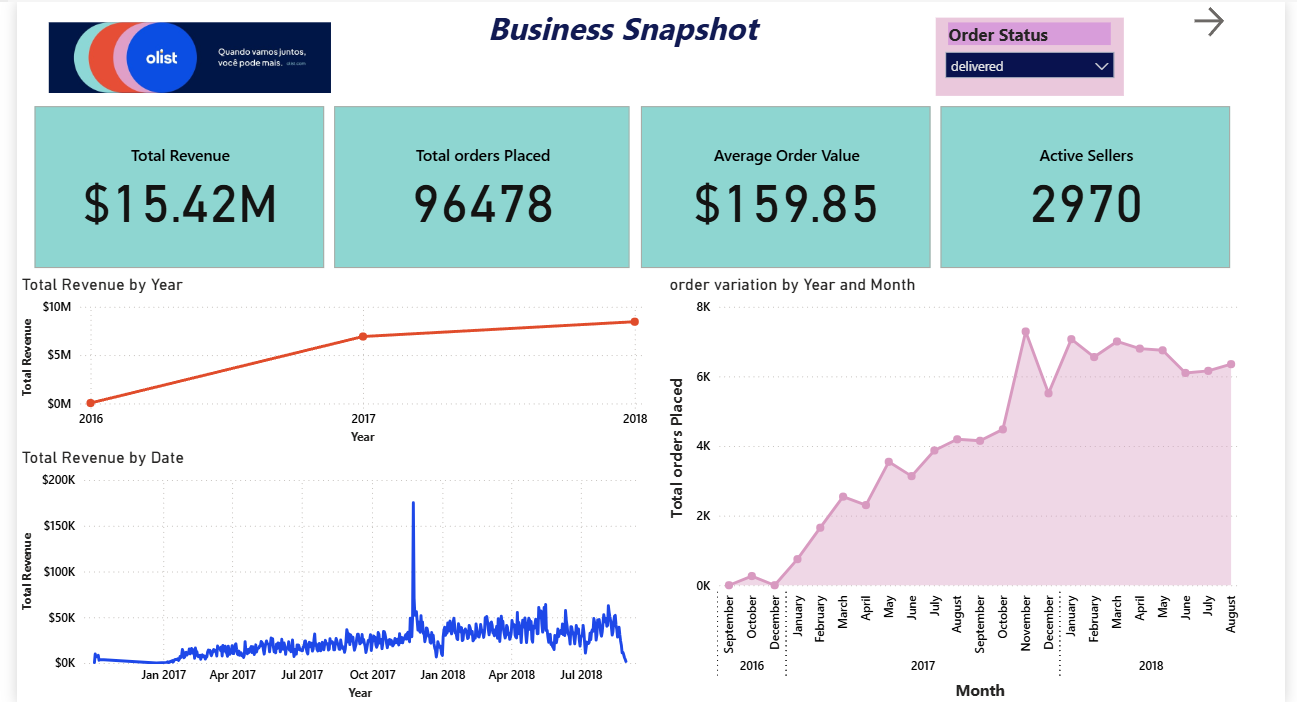 Business Snapshot
olist
Quando vamos juntos,
você pode mais. olist.com
Order Status
delivered
Total Revenue
$15.42M
Total orders Placed
96478
Average Order Value
$159.85
Active Sellers
2970
Total Revenue by Year
Total Revenue
$10M
$5M
$0M
2016
2017
2018
Year
Total Revenue by Date
Total Revenue
$200K
$150K
$100K
$50K
$0K
Jan 2017
Apr 2017
Jul 2017
Oct 2017
Jan 2018
Apr 2018
Jul 2018
Year
order variation by Year and Month
Total orders Placed
8K
6K
4K
2K
0K
September
October
December
January
February
March
April
May
June
July
August
September
October
November
December
January
February
March
April
May
June
July
August
2016
2017
2018
Month